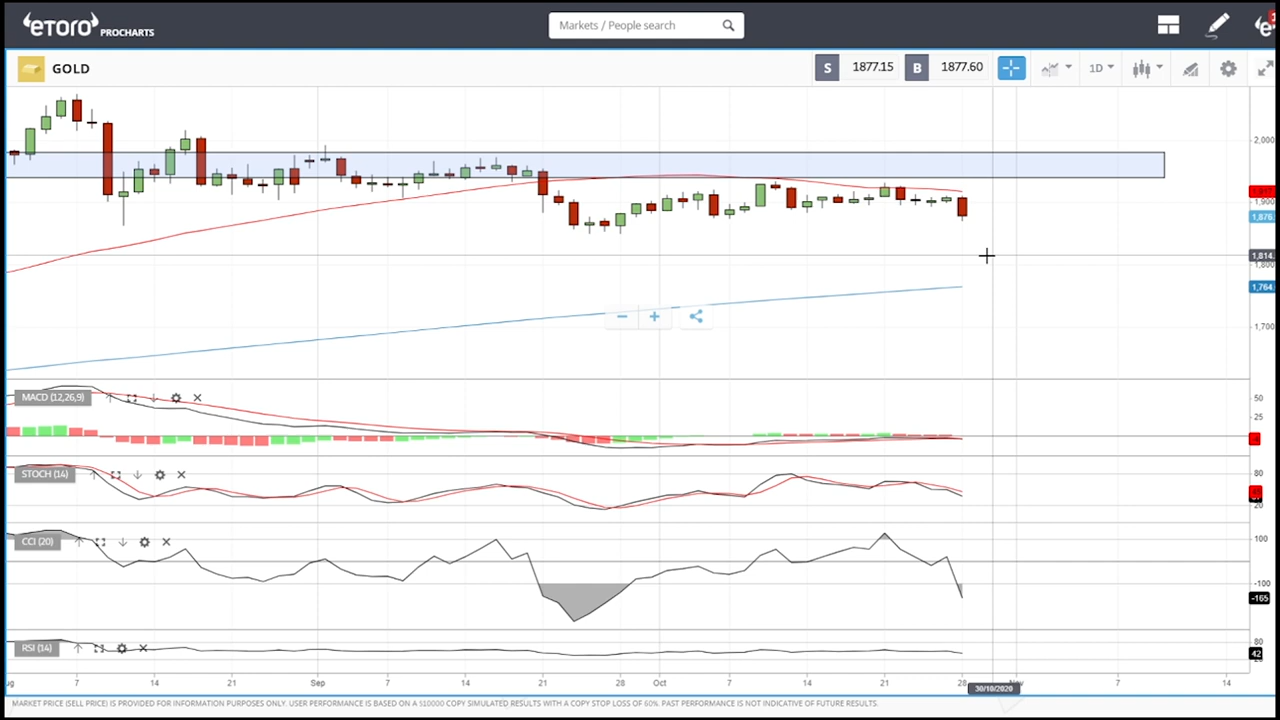 eToro PROCHARTS
Markets / People search
GOLD
S 1877.15 B 1877.60
1D
2,000
1,900
1,876
1,814
1,800
1,764
1,700
MACD (12,26,9)
50
25
STOCH (14)
80
20
CCI (20)
100
-100
-165
RSI (14)
80
42
7 14 21 Sep 7 14 21 28 Oct 7 14 21 28 7 14
30/10/2020
MARKET PRICE (SELL PRICE) IS PROVIDED FOR INFORMATION PURPOSES ONLY. USER PERFORMANCE IS BASED ON A $10000 COPY SIMULATED RESULTS WITH A COPY STOP LOSS OF 60%. PAST PERFORMANCE IS NOT INDICATIVE OF FUTURE RESULTS.